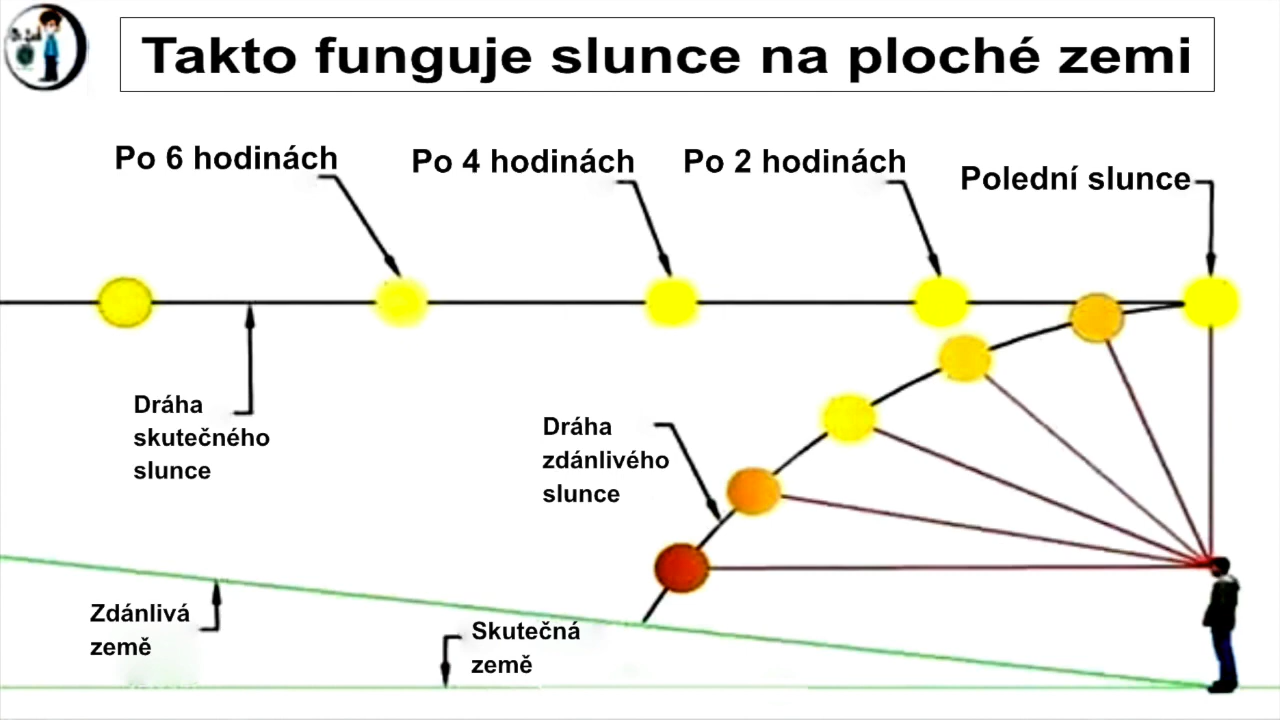 Takto funguje slunce na ploché zemi
Po 6 hodinách
Po 4 hodinách
Po 2 hodinách
Polední slunce
Dráha
skutečného
slunce
Dráha
zdánlivého
slunce
Zdánlivá
země
Skutečná
země